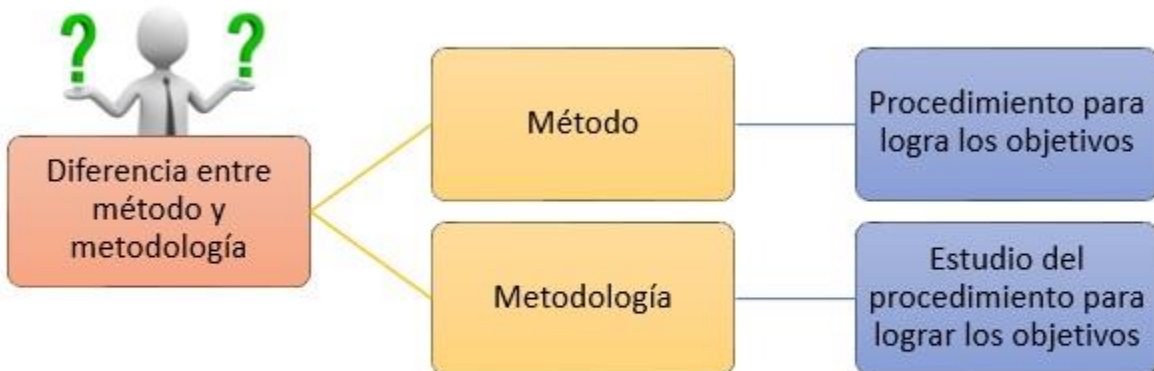 ? ?
Diferencia entre
método y
metodología
Método
Procedimiento para
logra los objetivos
Metodología
Estudio del
procedimiento para
lograr los objetivos